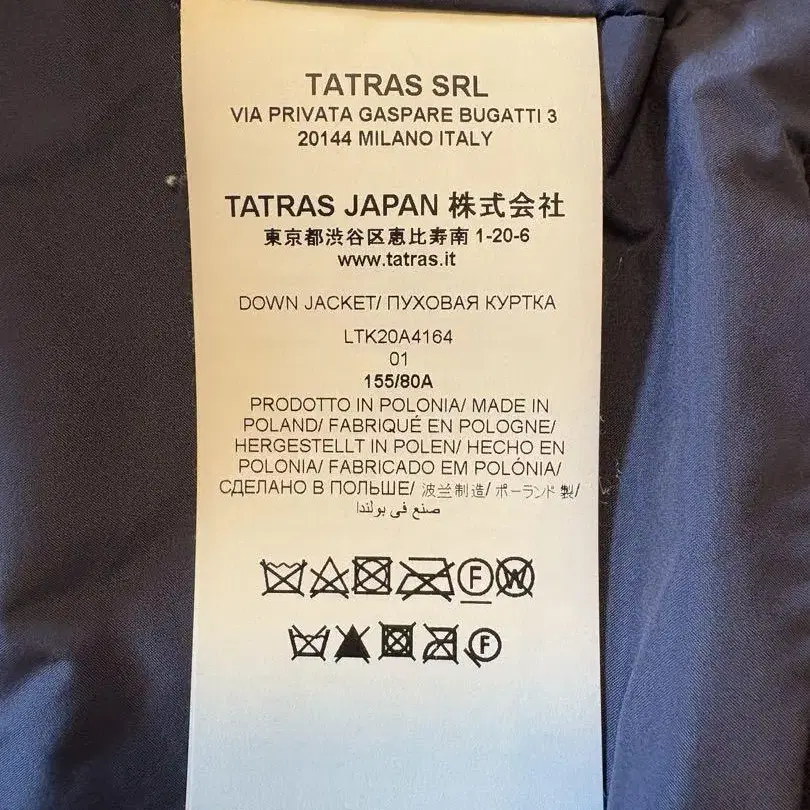 TATRAS SRL
VIA PRIVATA GASPARE BUGATTI 3
20144 MILANO ITALY
TATRAS JAPAN 株式会社
東京都渋谷区恵比寿南 1-20-6
www.tatras.it
DOWN JACKET/ ПУХОВАЯ КУРТКА
LTK20A4164
01
155/80A
PRODOTTO IN POLONIA/ MADE IN
POLAND/ FABRIQUÉ EN POLOGNE/
HERGESTELLT IN POLEN/ HECHO EN
POLONIA/ FABRICADO EM POLÓNIA/
СДЕЛАНО В ПОЛЬШЕ/ 波兰制造/ ポーランド 製/
صنع في بولندا
F W
F